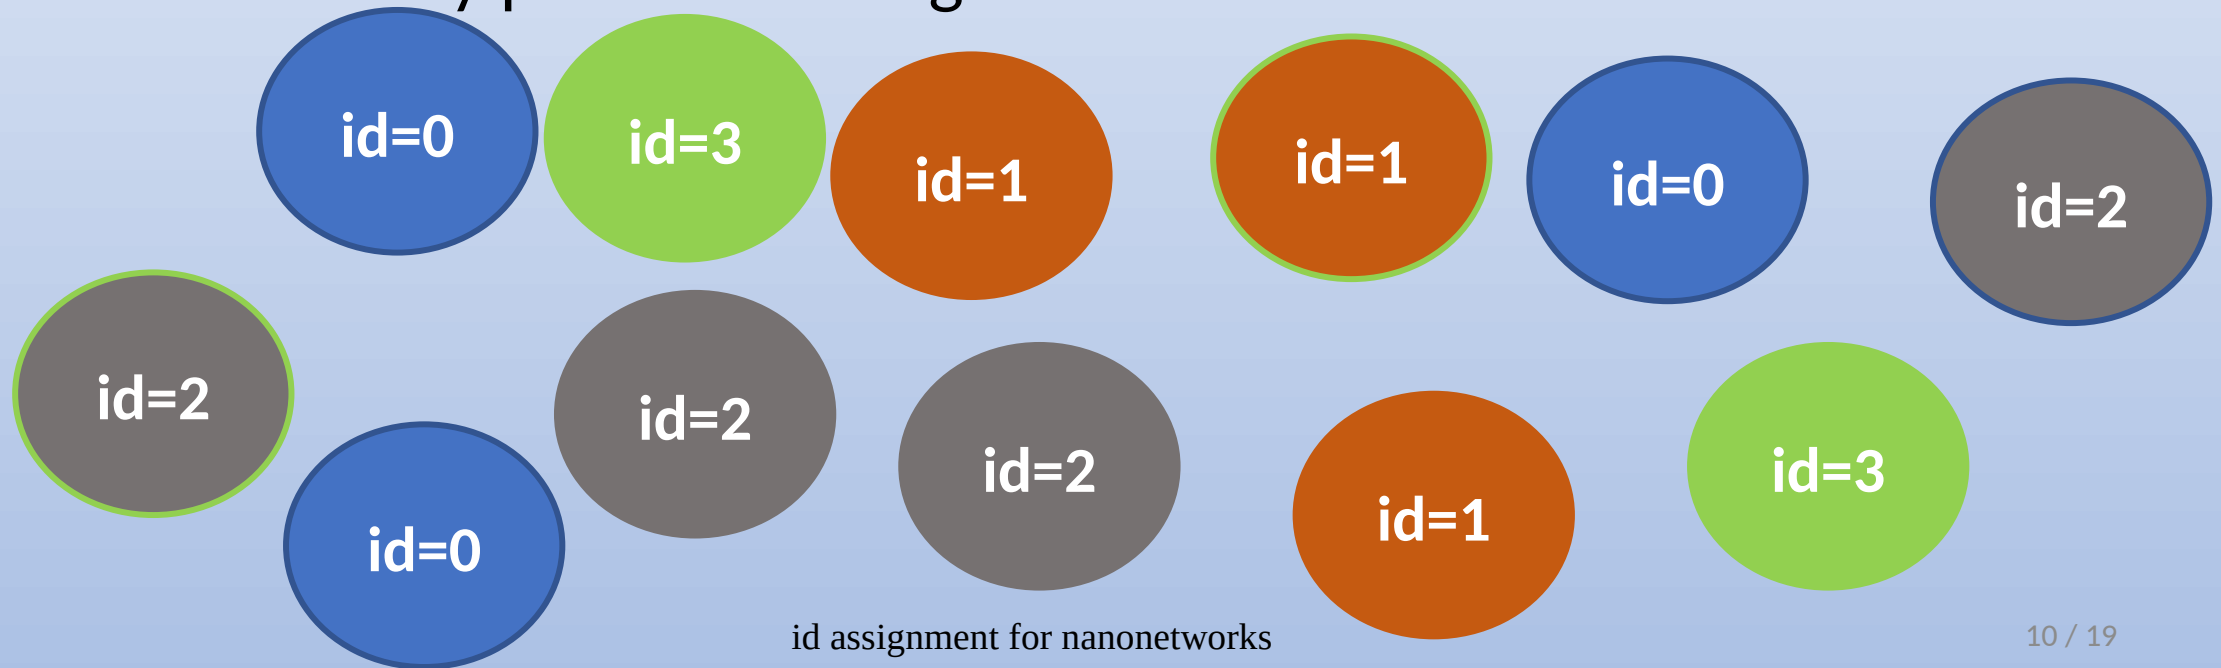 id=0
id=3
id=1
id=1
id=0
id=2
id=2
id=2
id=2
id=1
id=3
id=0
id assignment for nanonetworks
10 / 19